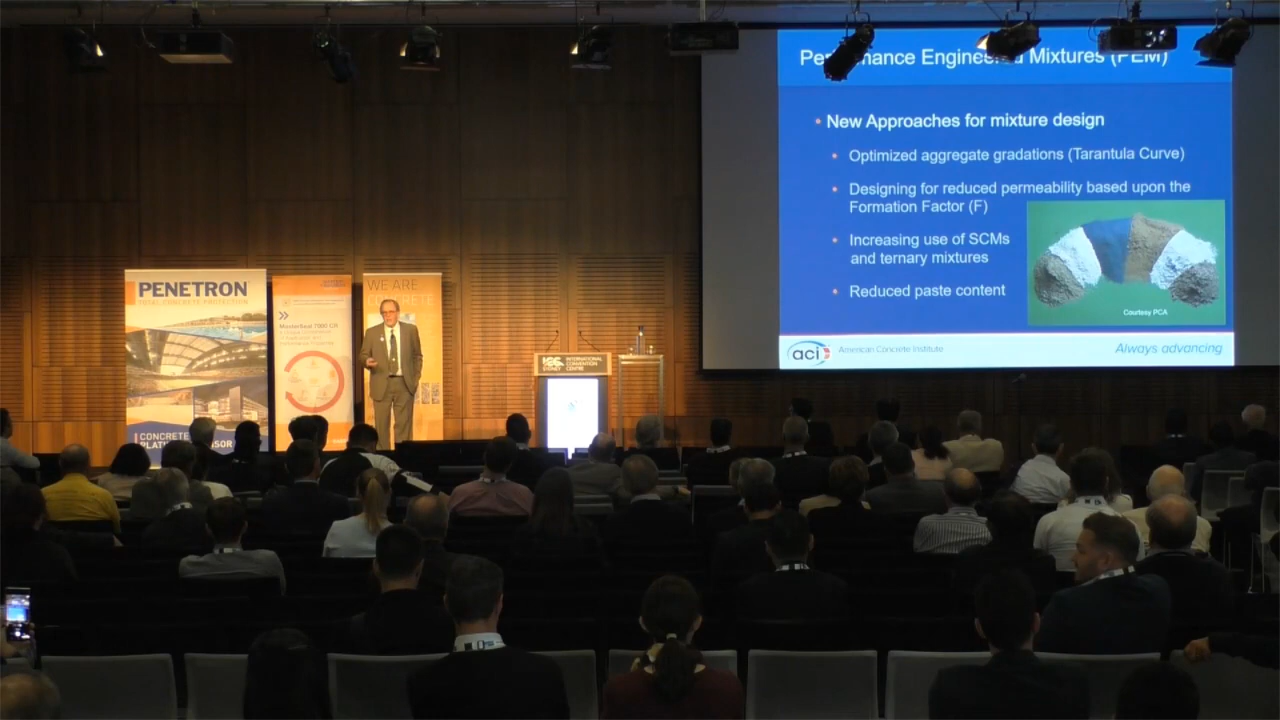 Performance Engineered Mixtures (PEM)
• New Approaches for mixture design
• Optimized aggregate gradations (Tarantula Curve)
• Designing for reduced permeability based upon the
Formation Factor (F)
• Increasing use of SCMs
and ternary mixtures
• Reduced paste content
Courtesy PCA
aci
American Concrete Institute
Always advancing
PENETRON
TOTAL CONCRETE PROTECTION
CONCRETE
MasterSeal 7000 CR
WE ARE
CONCRETE
ICC
SYDNEY
INTERNATIONAL
CONVENTION
CENTRE